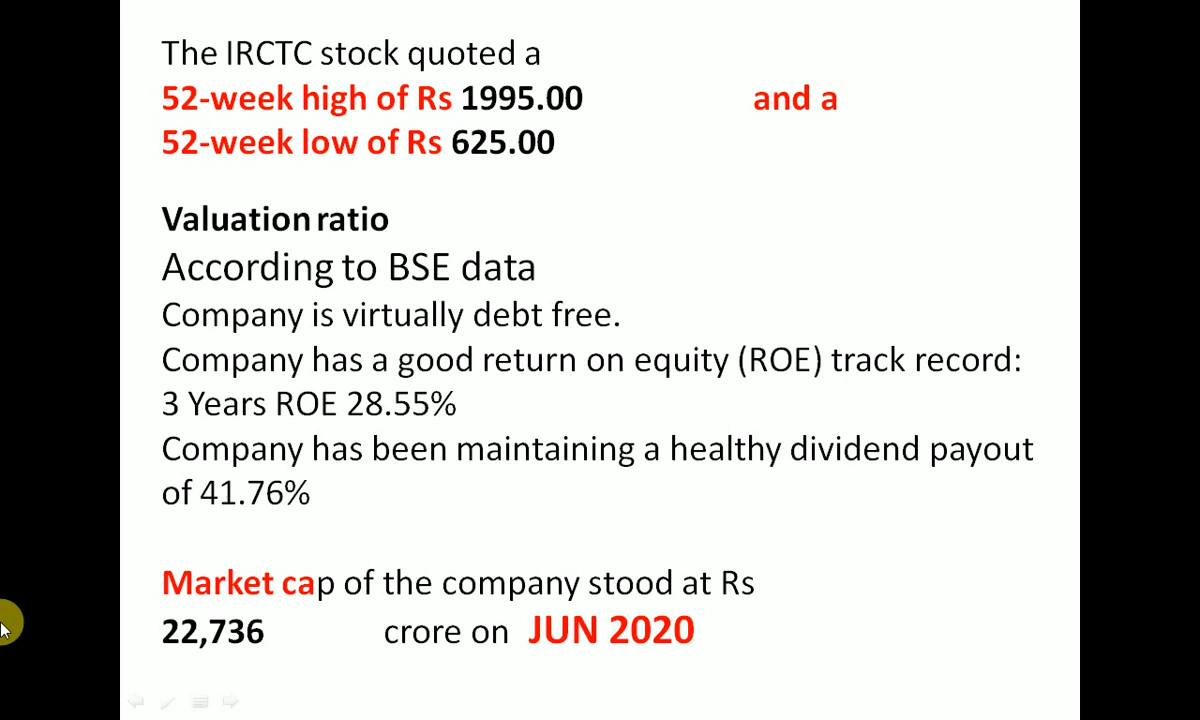 The IRCTC stock quoted a
52-week high of Rs 1995.00 and a
52-week low of Rs 625.00
Valuation ratio
According to BSE data
Company is virtually debt free.
Company has a good return on equity (ROE) track record:
3 Years ROE 28.55%
Company has been maintaining a healthy dividend payout
of 41.76%
Market cap of the company stood at Rs
22,736 crore on JUN 2020